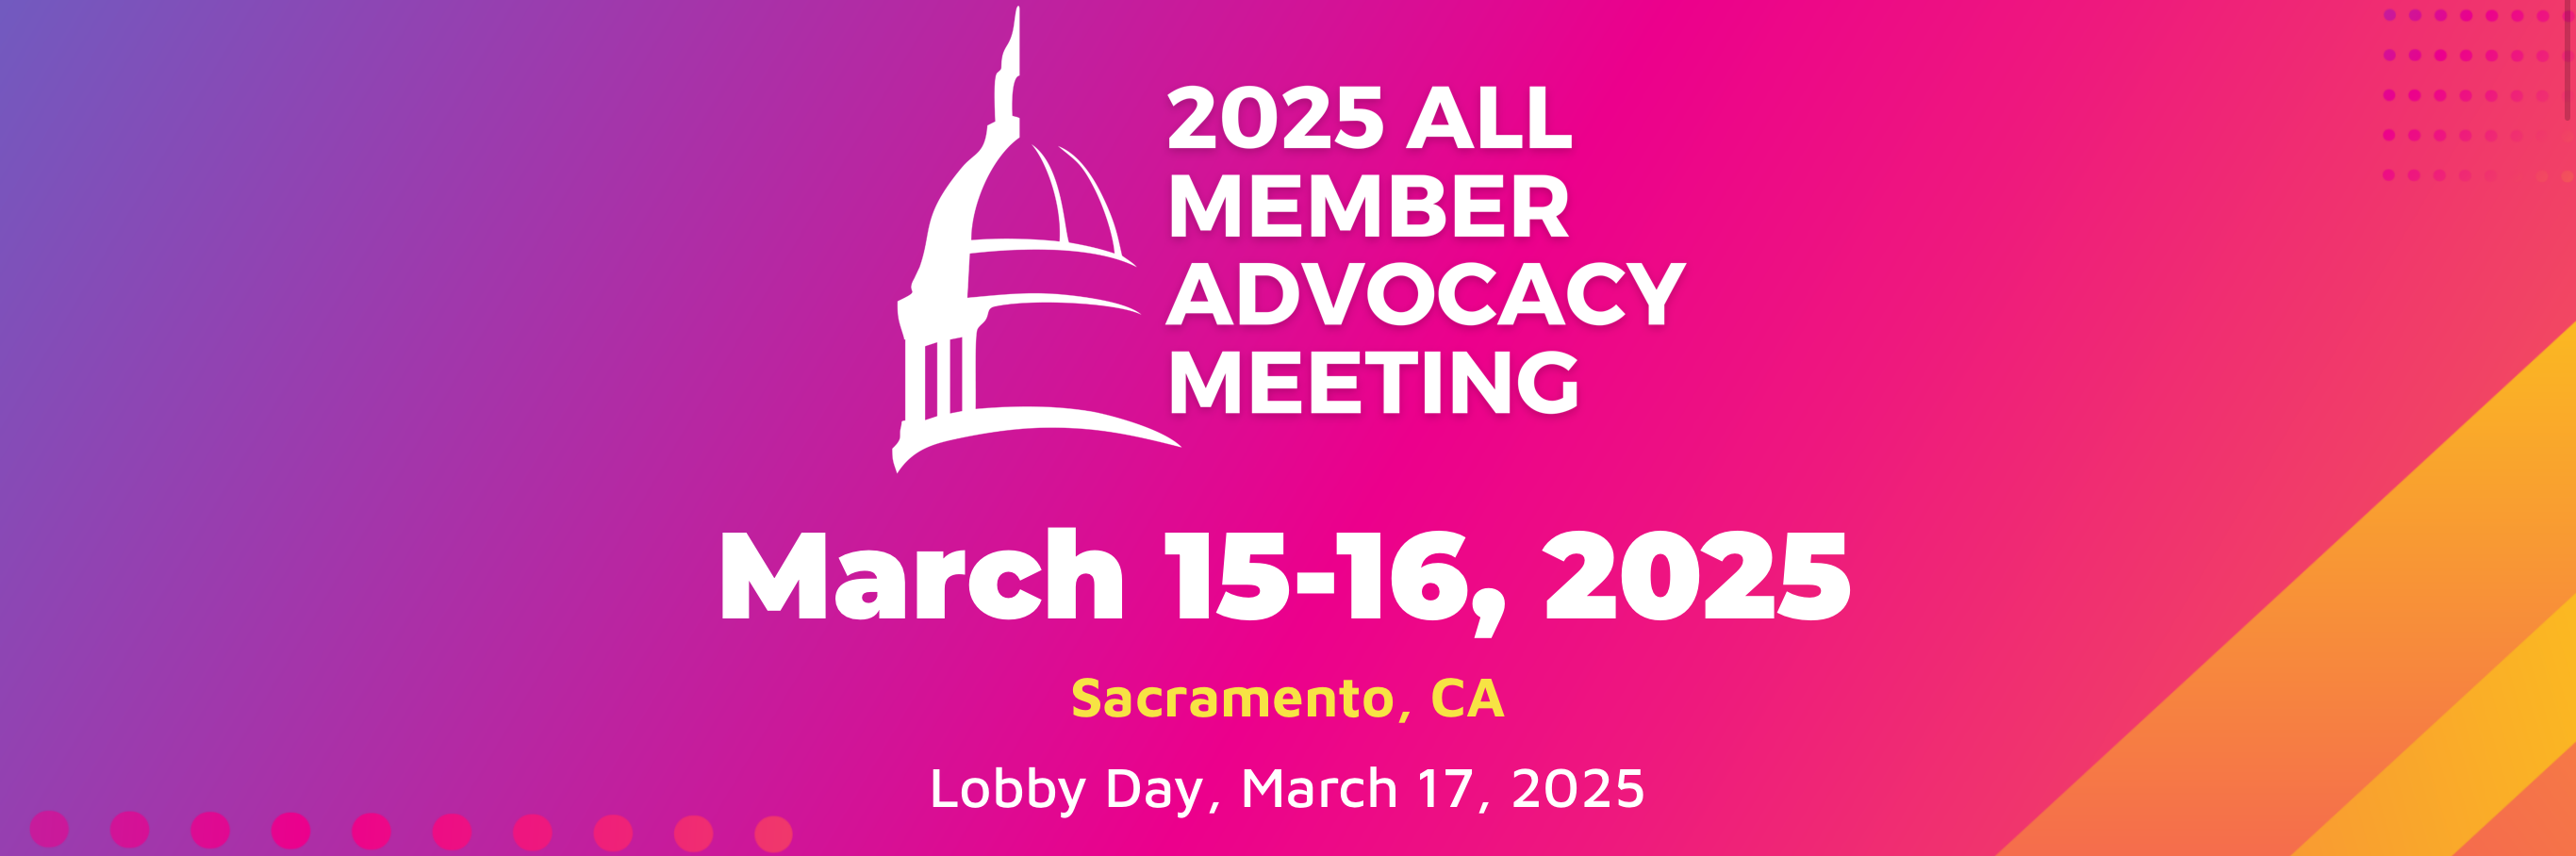 2025 ALL
MEMBER
ADVOCACY
MEETING
March 15-16, 2025
Sacramento, CA
Lobby Day, March 17, 2025